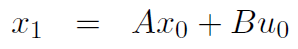 x₁ = Ax₀ + Bu₀